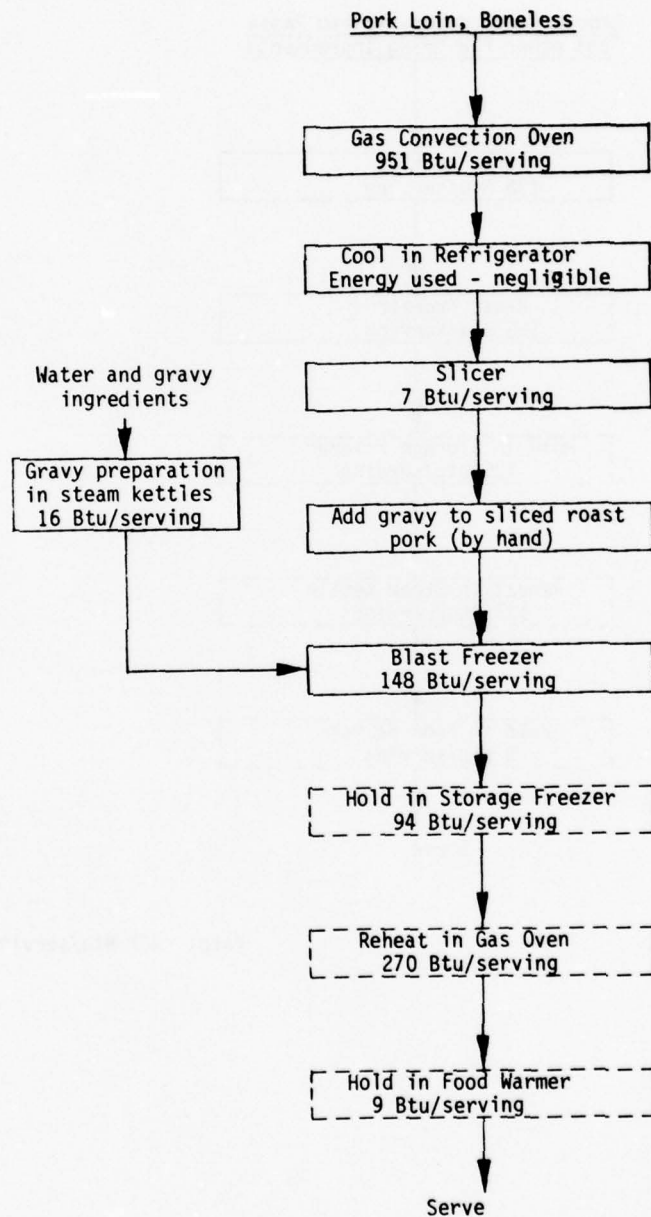 Pork Loin, Boneless
Gas Convection Oven
951 Btu/serving
Cool in Refrigerator
Energy used - negligible
Slicer
7 Btu/serving
Water and gravy
ingredients
Gravy preparation
in steam kettles
16 Btu/serving
Add gravy to sliced roast
pork (by hand)
Blast Freezer
148 Btu/serving
Hold in Storage Freezer
94 Btu/serving
Reheat in Gas Oven
270 Btu/serving
Hold in Food Warmer
9 Btu/serving
Serve